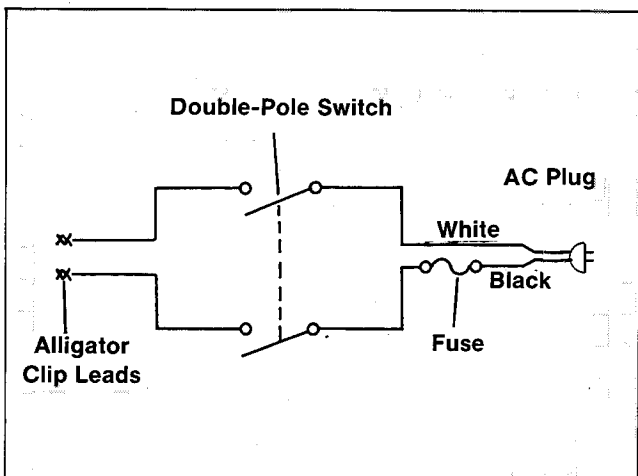 Double-Pole Switch
AC Plug
White
Black
Alligator
Clip Leads
Fuse